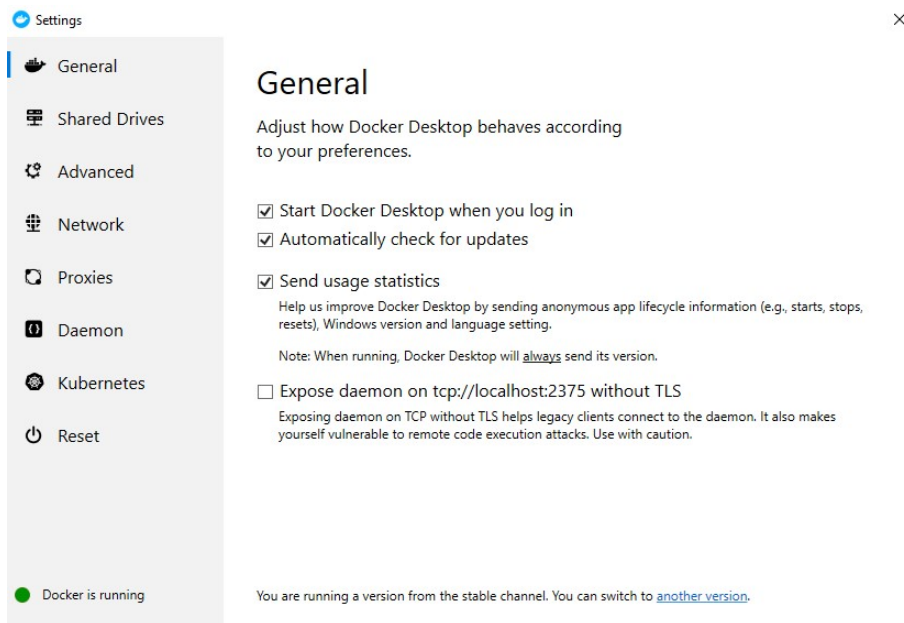 Settings
General
Shared Drives
Advanced
Network
Proxies
Daemon
Kubernetes
Reset
Docker is running
General
Adjust how Docker Desktop behaves according
to your preferences.
Start Docker Desktop when you log in
Automatically check for updates
Send usage statistics
Help us improve Docker Desktop by sending anonymous app lifecycle information (e.g., starts, stops,
resets), Windows version and language setting.
Note: When running, Docker Desktop will always send its version.
Expose daemon on tcp://localhost:2375 without TLS
Exposing daemon on TCP without TLS helps legacy clients connect to the daemon. It also makes
yourself vulnerable to remote code execution attacks. Use with caution.
You are running a version from the stable channel. You can switch to another version.